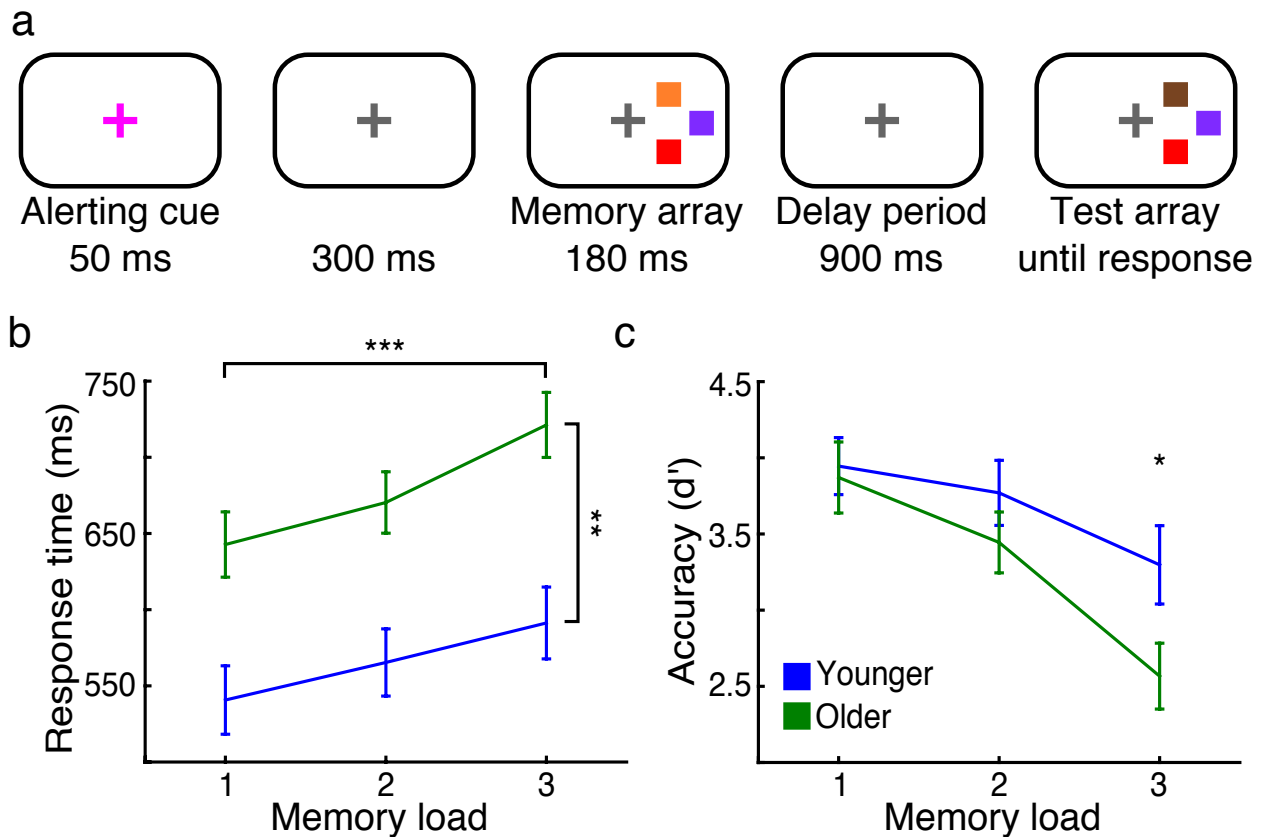 a
Alerting cue
50 ms
300 ms
Memory array
180 ms
Delay period
900 ms
Test array
until response
b
***
**
750
650
550
Response time (ms)
1 2 3
Memory load
c
*
4.5
3.5
2.5
Accuracy (d')
Younger
Older
1 2 3
Memory load